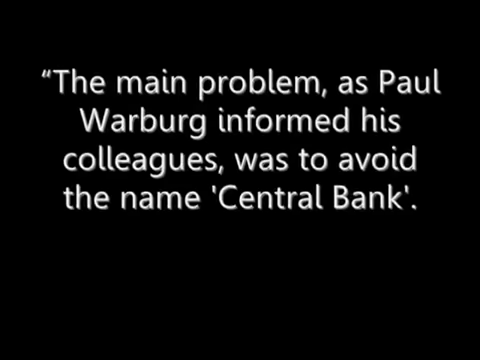 “The main problem, as Paul
Warburg informed his
colleagues, was to avoid
the name 'Central Bank'.